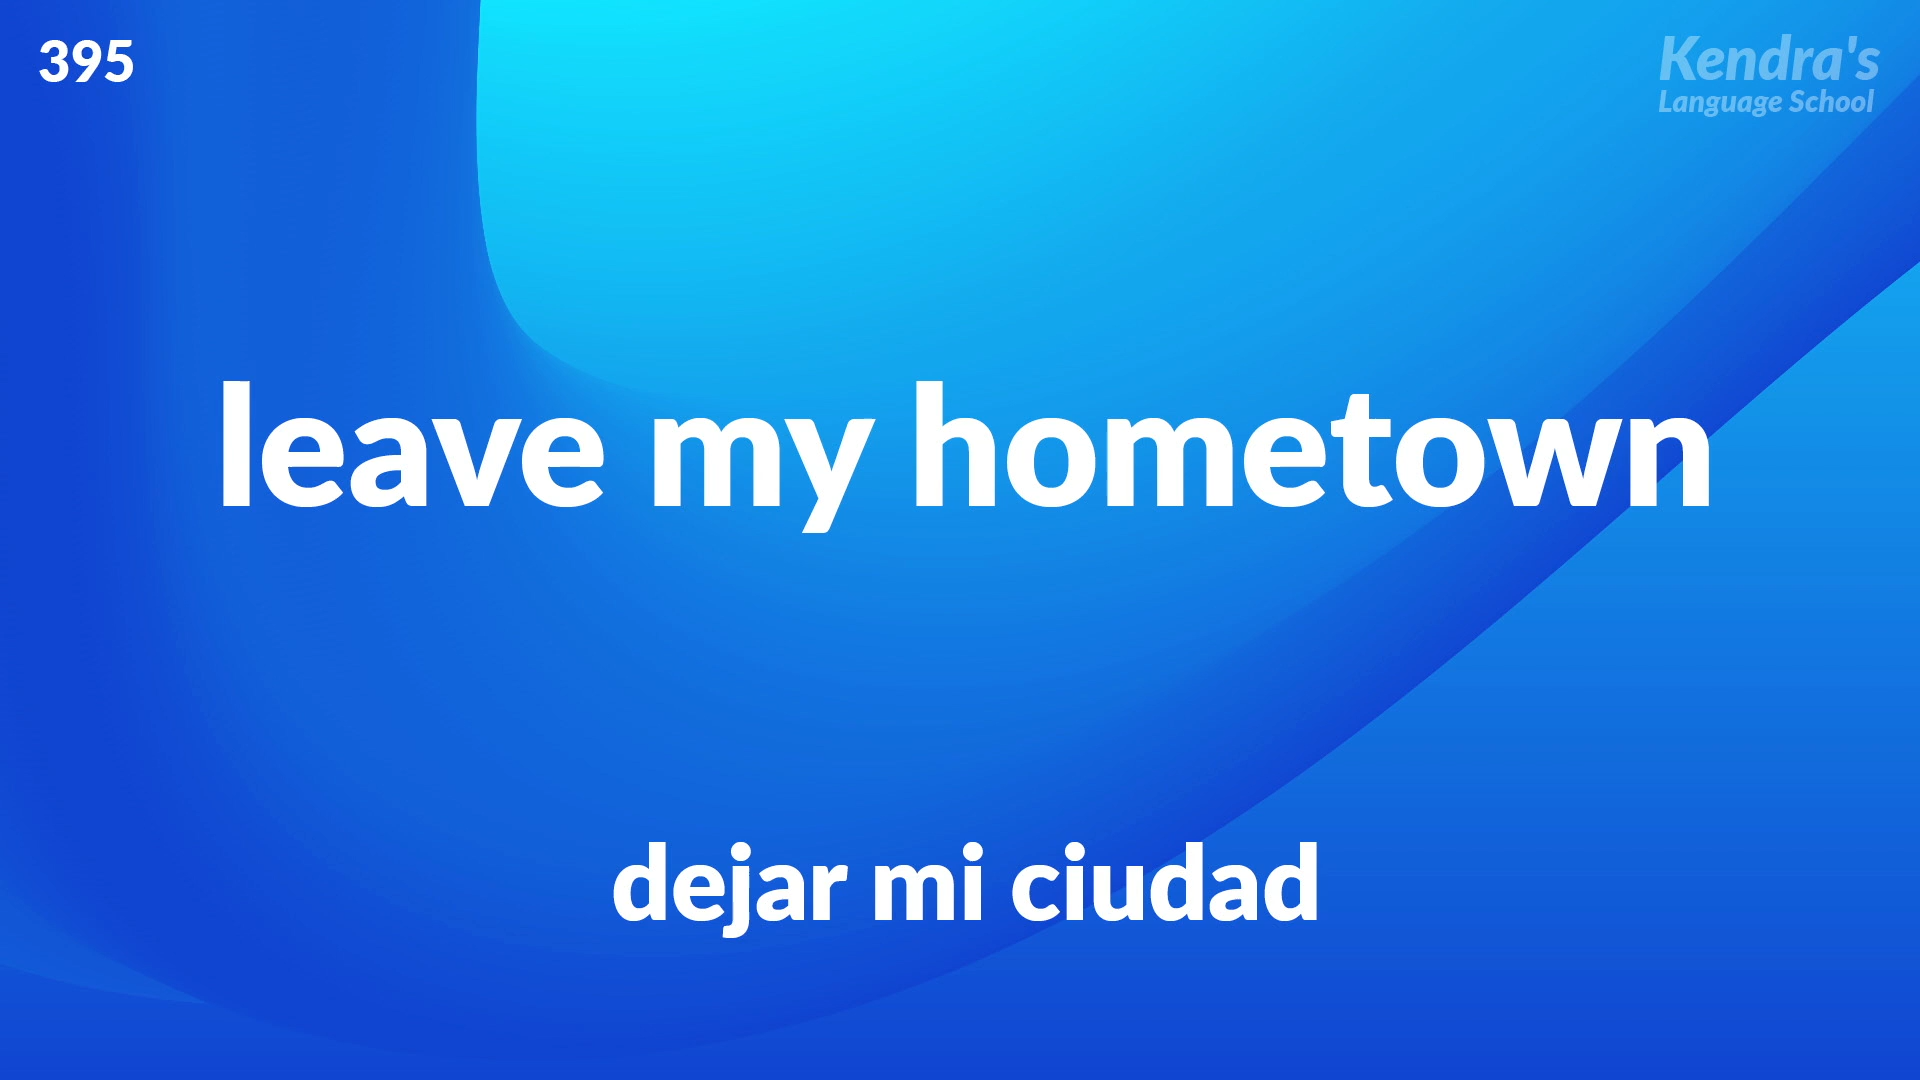 395
Kendra's
Language School
leave my hometown
dejar mi ciudad